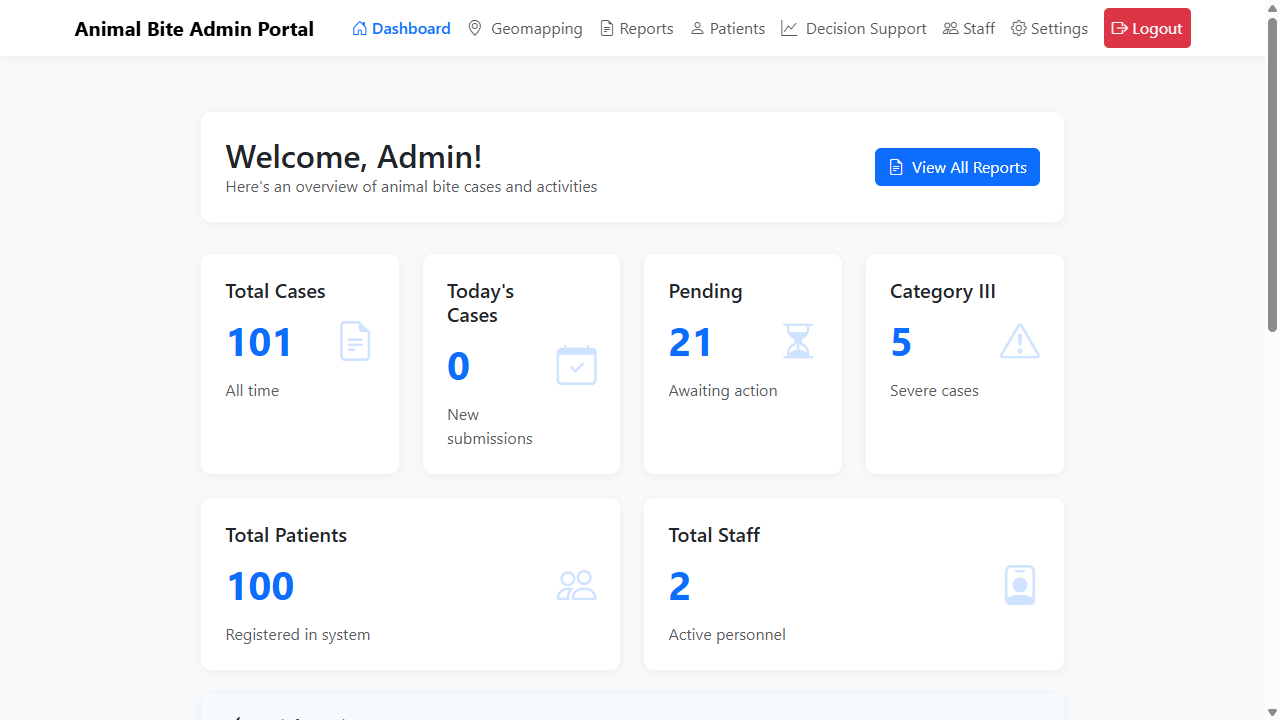 Animal Bite Admin Portal Dashboard Geomapping Reports Patients Decision Support Staff Settings Logout
Welcome, Admin!
Here's an overview of animal bite cases and activities
View All Reports
Total Cases
101
All time
Today's
Cases
0
New
submissions
Pending
21
Awaiting action
Category III
5
Severe cases
Total Patients
100
Registered in system
Total Staff
2
Active personnel